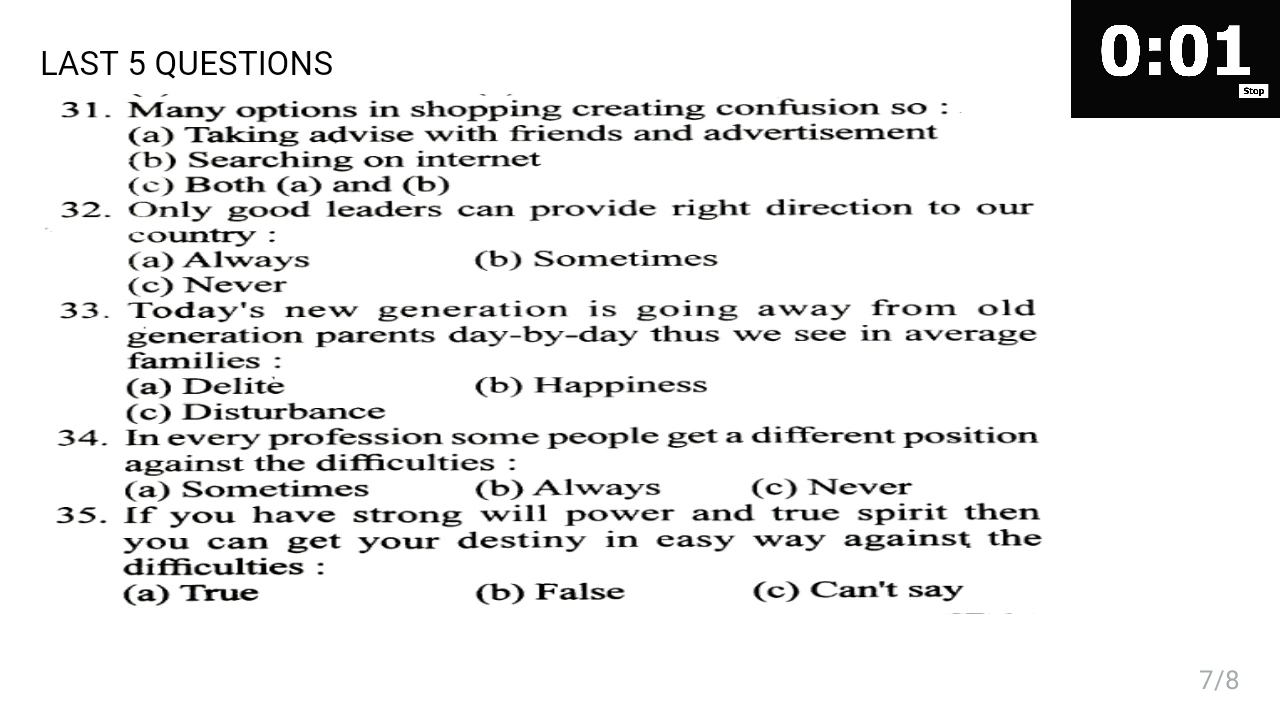 LAST 5 QUESTIONS
0:01
Stop
31. Many options in shopping creating confusion so :
(a) Taking advise with friends and advertisement
(b) Searching on internet
(c) Both (a) and (b)
32. Only good leaders can provide right direction to our
country :
(a) Always (b) Sometimes
(c) Never
33. Today's new generation is going away from old
generation parents day-by-day thus we see in average
families :
(a) Delite (b) Happiness
(c) Disturbance
34. In every profession some people get a different position
against the difficulties :
(a) Sometimes (b) Always (c) Never
35. If you have strong will power and true spirit then
you can get your destiny in easy way against the
difficulties :
(a) True (b) False (c) Can't say
7/8